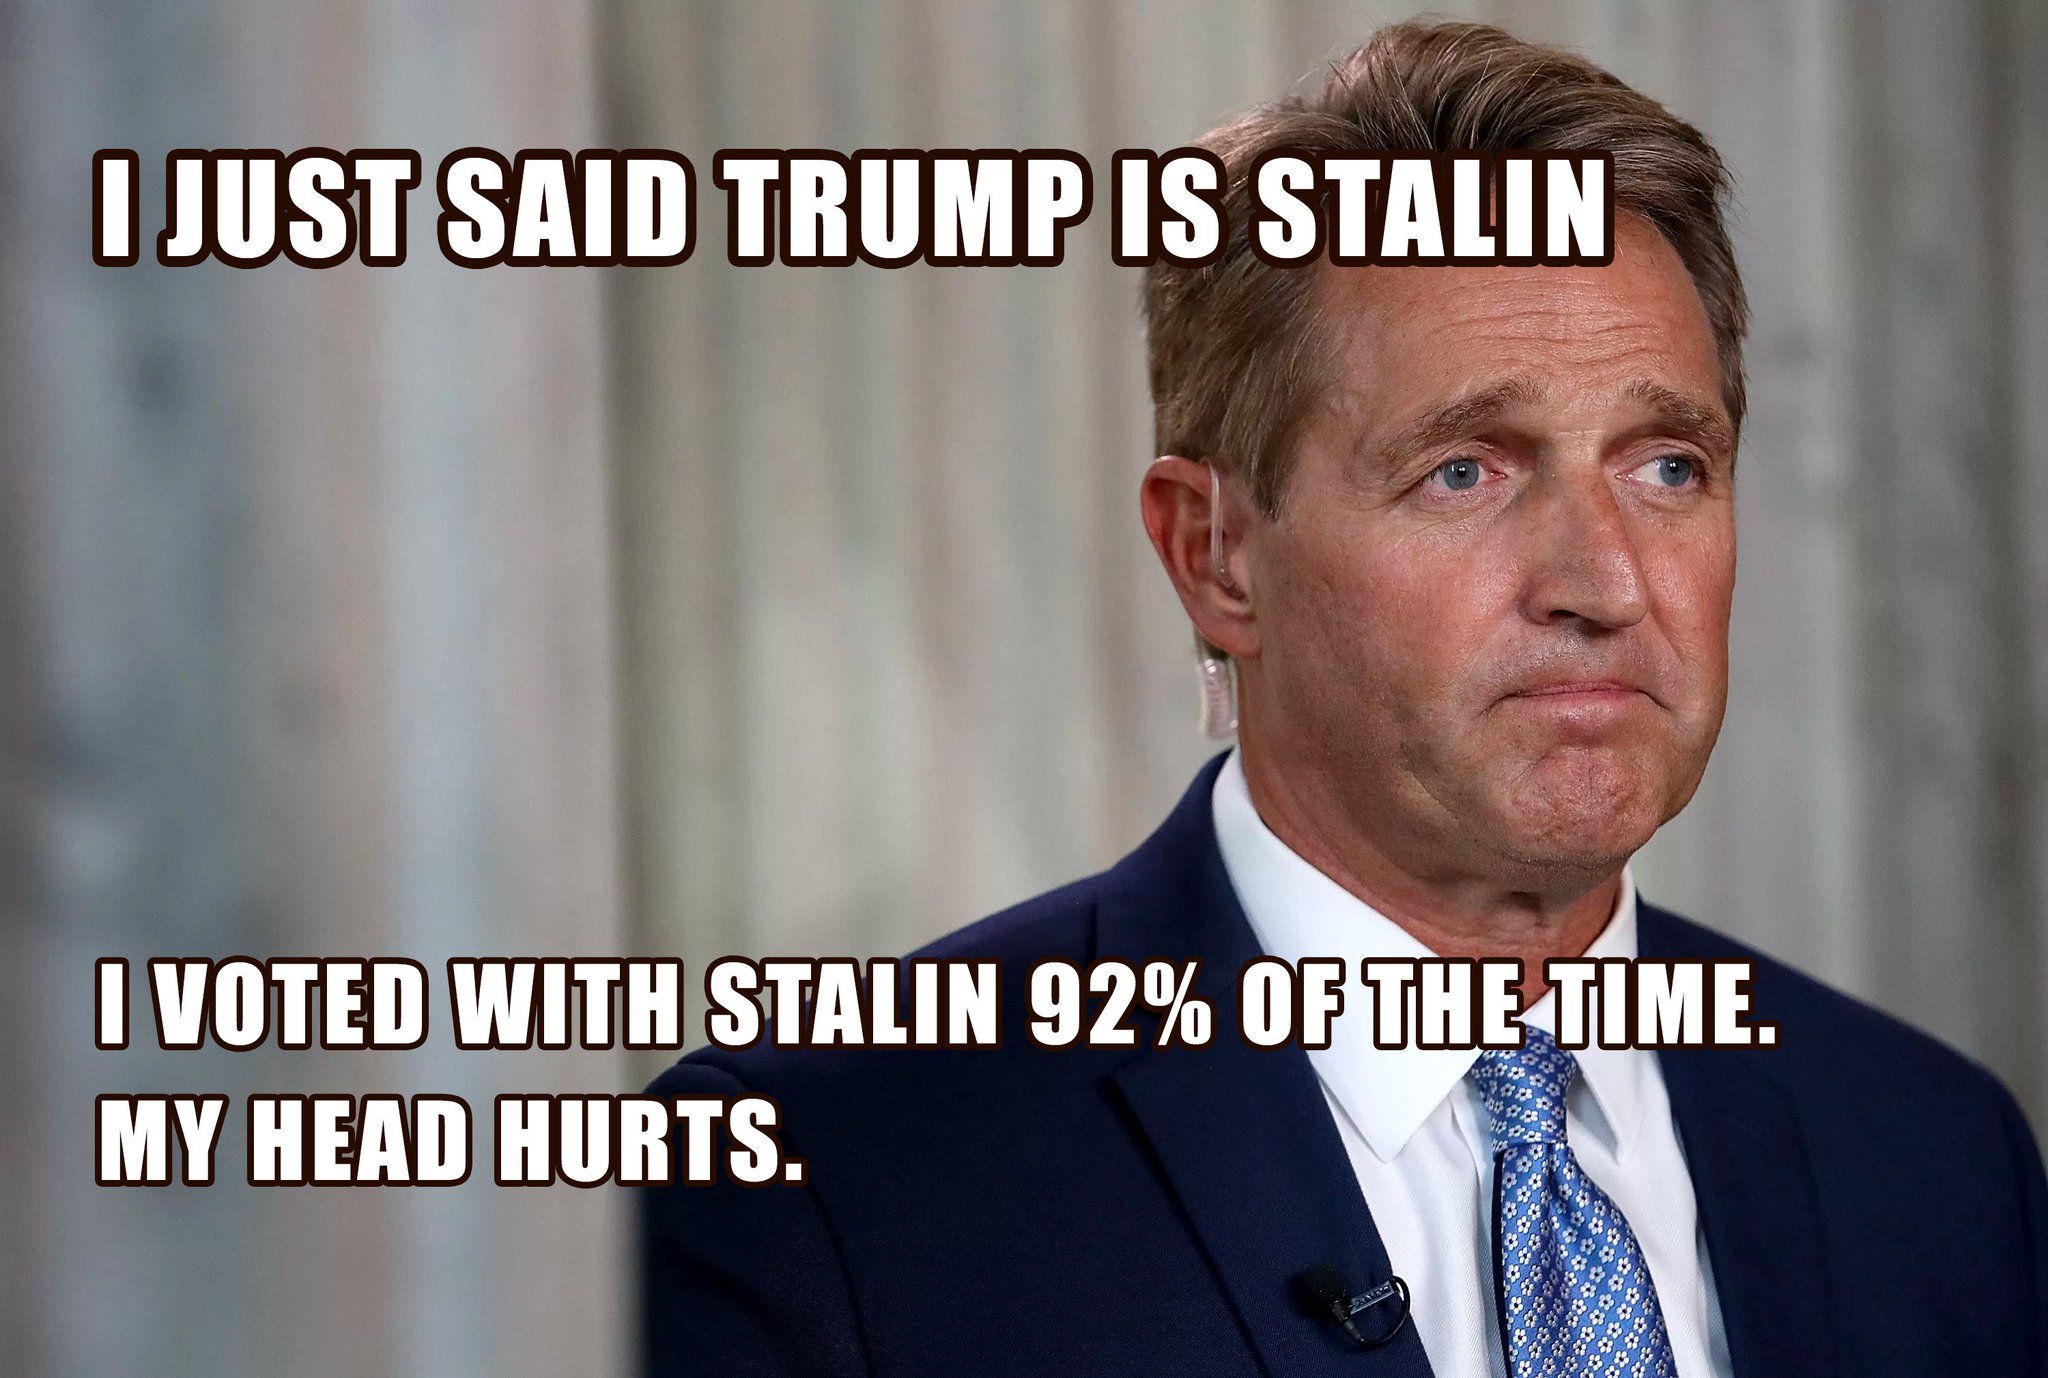 I JUST SAID TRUMP IS STALIN
I VOTED WITH STALIN 92% OF THE TIME.
MY HEAD HURTS.